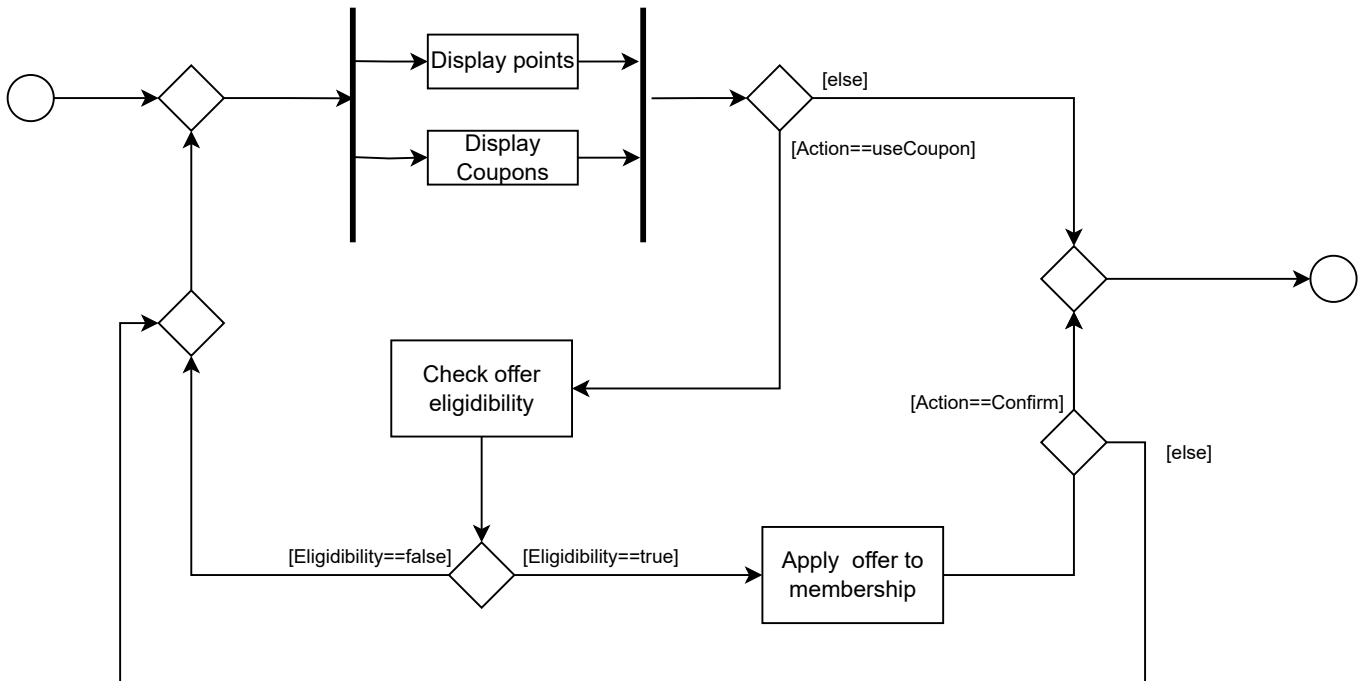 Display points
[else]
Display
Coupons
[Action==useCoupon]
Check offer
eligidibility
[Action==Confirm]
[else]
[Eligidibility==false]
[Eligidibility==true]
Apply offer to
membership